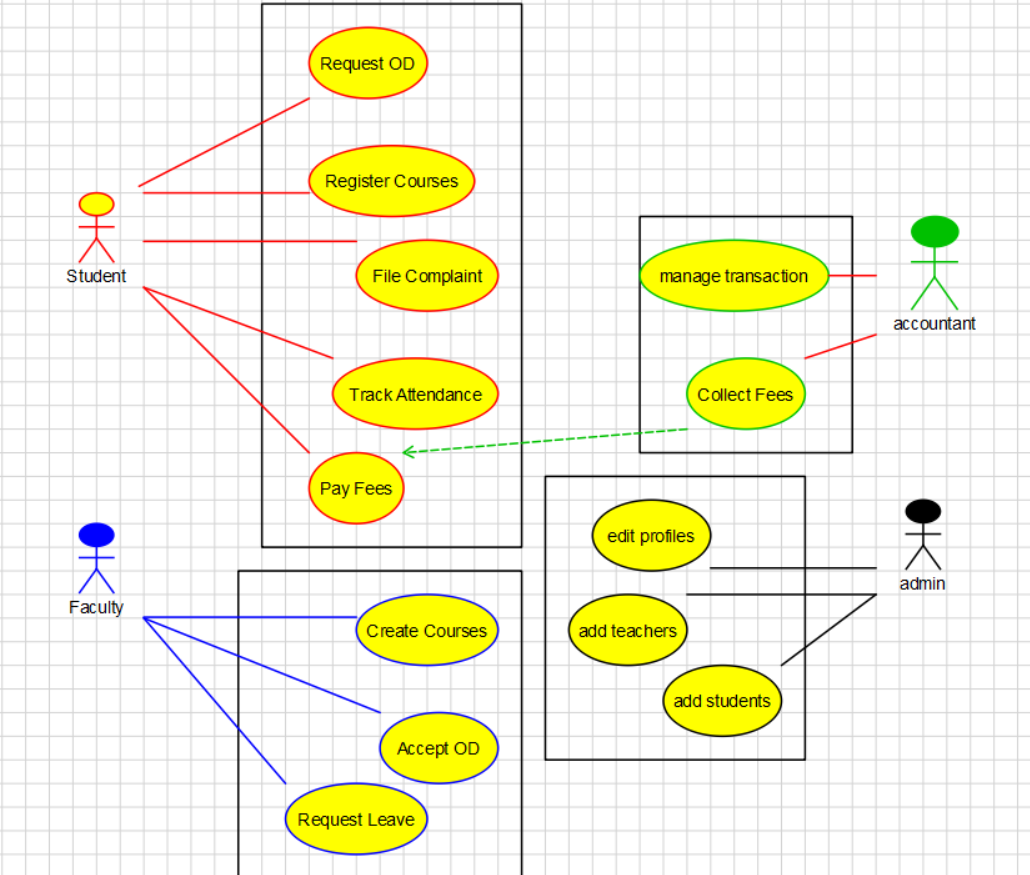 Request OD
Register Courses
Student
File Complaint
Track Attendance
Pay Fees
manage transaction
accountant
Collect Fees
edit profiles
admin
add teachers
add students
Faculty
Create Courses
Accept OD
Request Leave